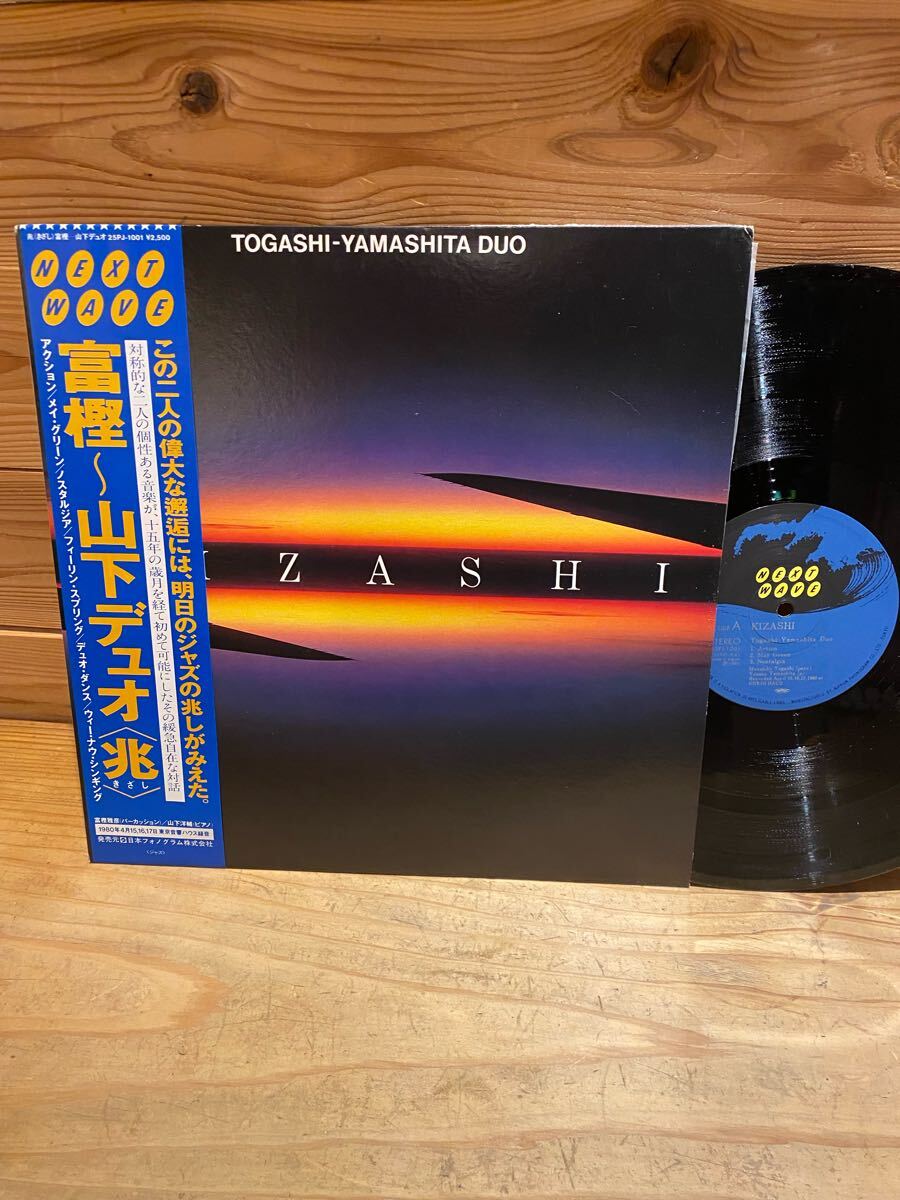 兆〈きざし〉富樫〜山下デュオ 25PJ-1001 ¥2,500
NEXT
WAVE
この二人の偉大な邂逅には、明日のジャズの兆しがみえた。
対称的な二人の個性ある音楽が、十五年の歳月を経て初めて可能にしたその緩急自在な対話
富樫〜山下デュオ〈兆〉
きざし
アクション/メイ・グリーン/ノスタルジア/フィーリン・スプリング/デュオ・ダンス/ウィー・ナウ・シンギング
富樫雅彦(パーカッション)/山下洋輔(ピアノ)
1980年4月15,16,17日 東京音響ハウス録音
発売元 日本フォノグラム株式会社
(ジャズ)
TOGASHI-YAMASHITA DUO
IZASHI
NEXT
WAVE
A KIZASHI
STEREO
Togashi-Yamashita Duo
1. Action
2. May Green
3. Nostalgia
Masahiko Togashi (perc)
Yosuke Yamashita (p)